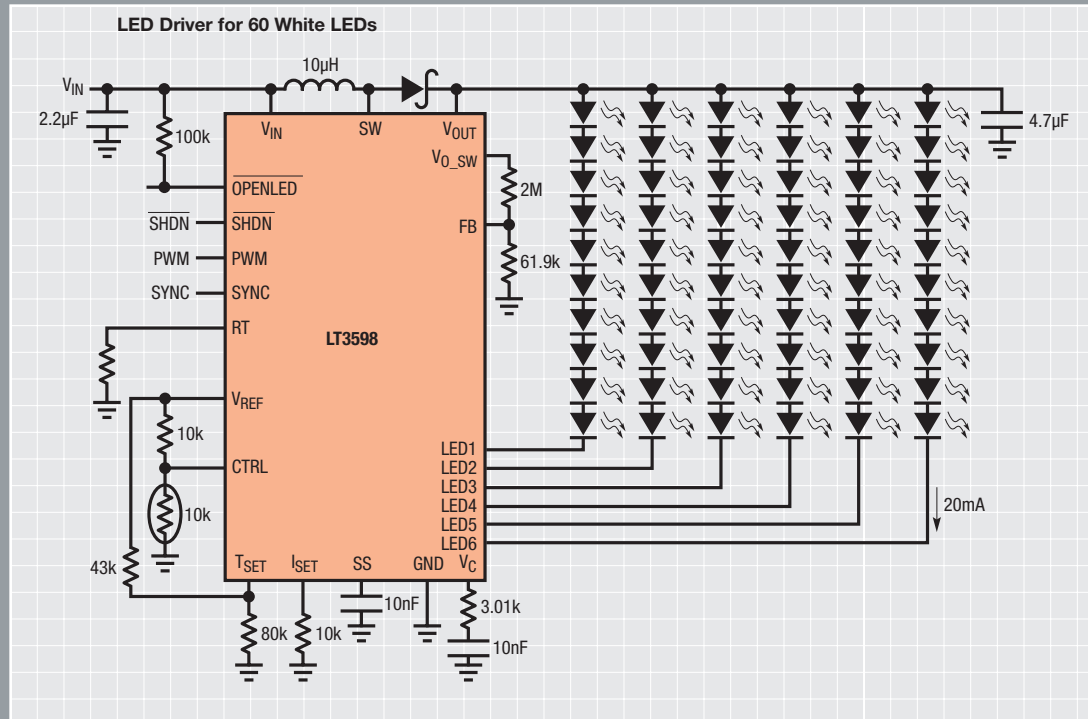 LED Driver for 60 White LEDs
10µH
VIN
2.2µF
100k
VIN
SW
VOUT
4.7µF
VO_SW
OPENLED
2M
SHDN
SHDN
FB
PWM
PWM
61.9k
SYNC
SYNC
RT
LT3598
VREF
10k
LED1
CTRL
LED2
LED3
10k
LED4
20mA
LED5
LED6
43k
TSET
ISET
SS
GND
VC
10nF
3.01k
80k
10k
10nF